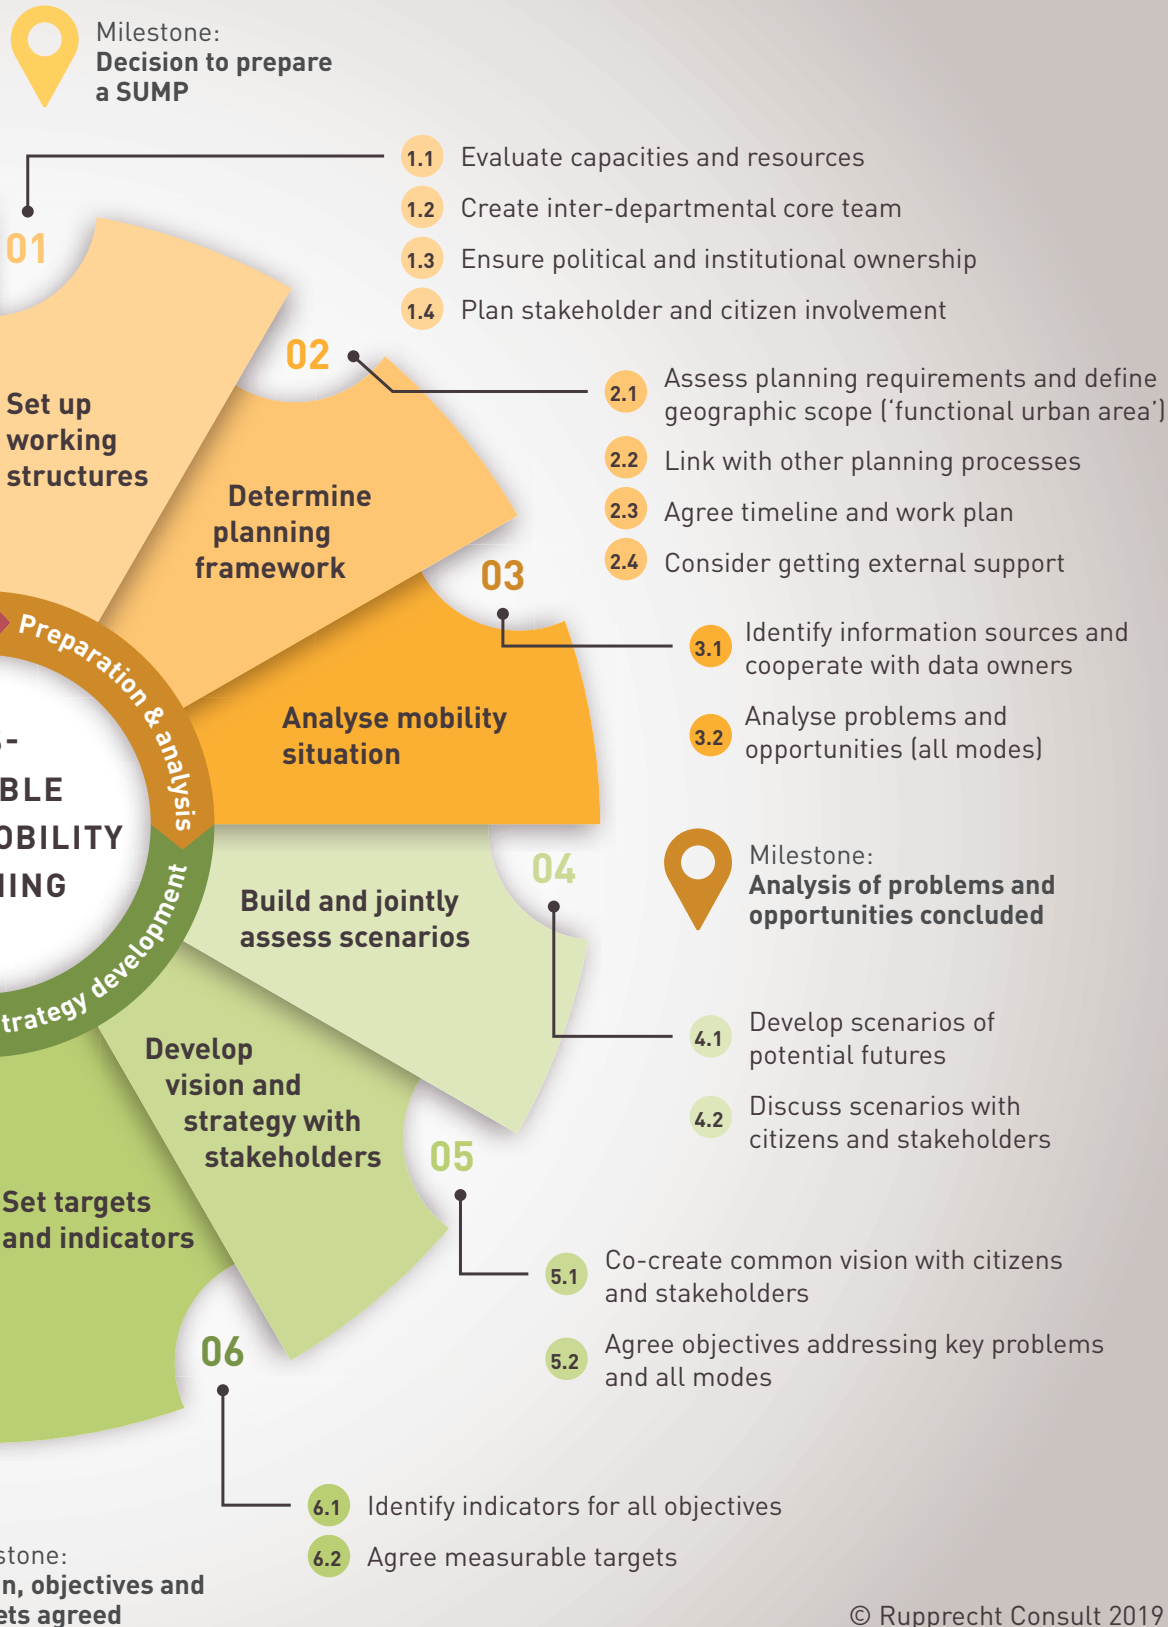 Milestone:
Decision to prepare
a SUMP
01
1.1 Evaluate capacities and resources
1.2 Create inter-departmental core team
1.3 Ensure political and institutional ownership
1.4 Plan stakeholder and citizen involvement
Set up
working
structures
02
2.1 Assess planning requirements and define
geographic scope (‘functional urban area’)
2.2 Link with other planning processes
2.3 Agree timeline and work plan
2.4 Consider getting external support
Determine
planning
framework
03
3.1 Identify information sources and
cooperate with data owners
3.2 Analyse problems and
opportunities (all modes)
Analyse mobility
situation
Preparation & analysis
-
BLE
OBILITY
NING
trategy development
04
Milestone:
Analysis of problems and
opportunities concluded
Build and jointly
assess scenarios
4.1 Develop scenarios of
potential futures
4.2 Discuss scenarios with
citizens and stakeholders
Develop
vision and
strategy with
stakeholders
05
5.1 Co-create common vision with citizens
and stakeholders
5.2 Agree objectives addressing key problems
and all modes
Set targets
and indicators
06
6.1 Identify indicators for all objectives
6.2 Agree measurable targets
stone:
n, objectives and
ets agreed
© Rupprecht Consult 2019